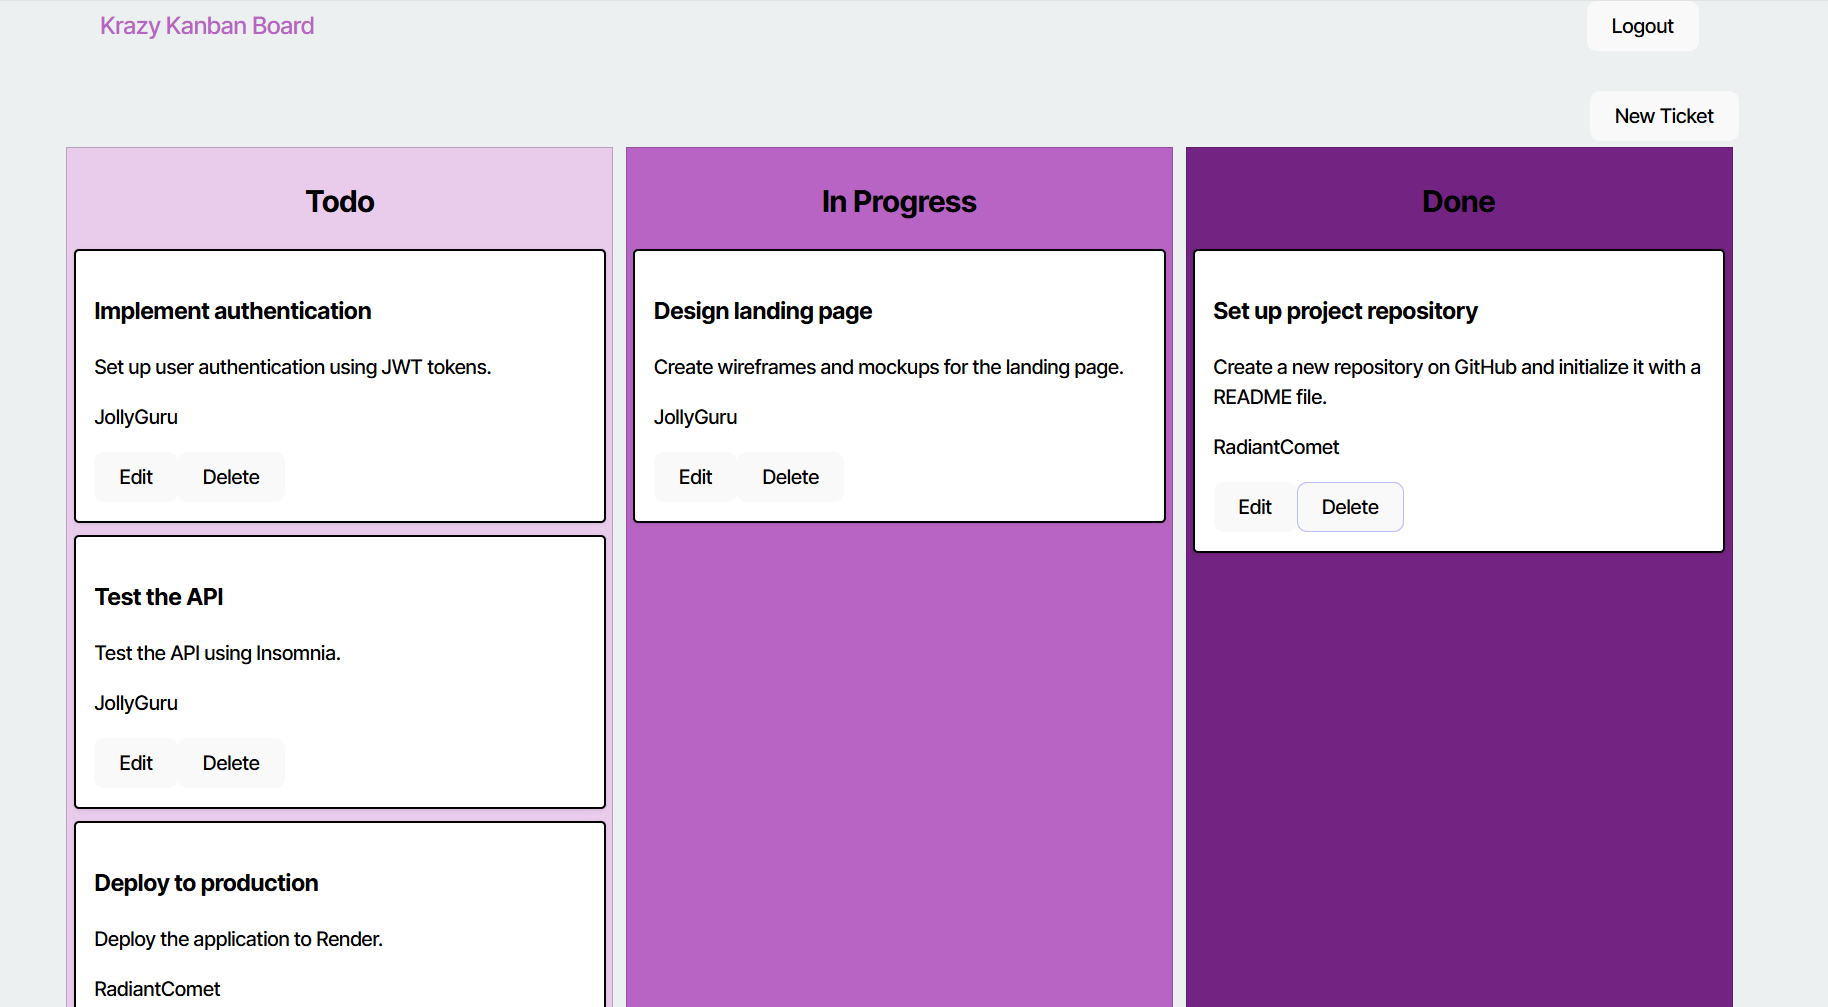 Krazy Kanban Board
Logout
New Ticket
Todo
Implement authentication
Set up user authentication using JWT tokens.
JollyGuru
Edit
Delete
Test the API
Test the API using Insomnia.
JollyGuru
Edit
Delete
Deploy to production
Deploy the application to Render.
RadiantComet
In Progress
Design landing page
Create wireframes and mockups for the landing page.
JollyGuru
Edit
Delete
Done
Set up project repository
Create a new repository on GitHub and initialize it with a
README file.
RadiantComet
Edit
Delete